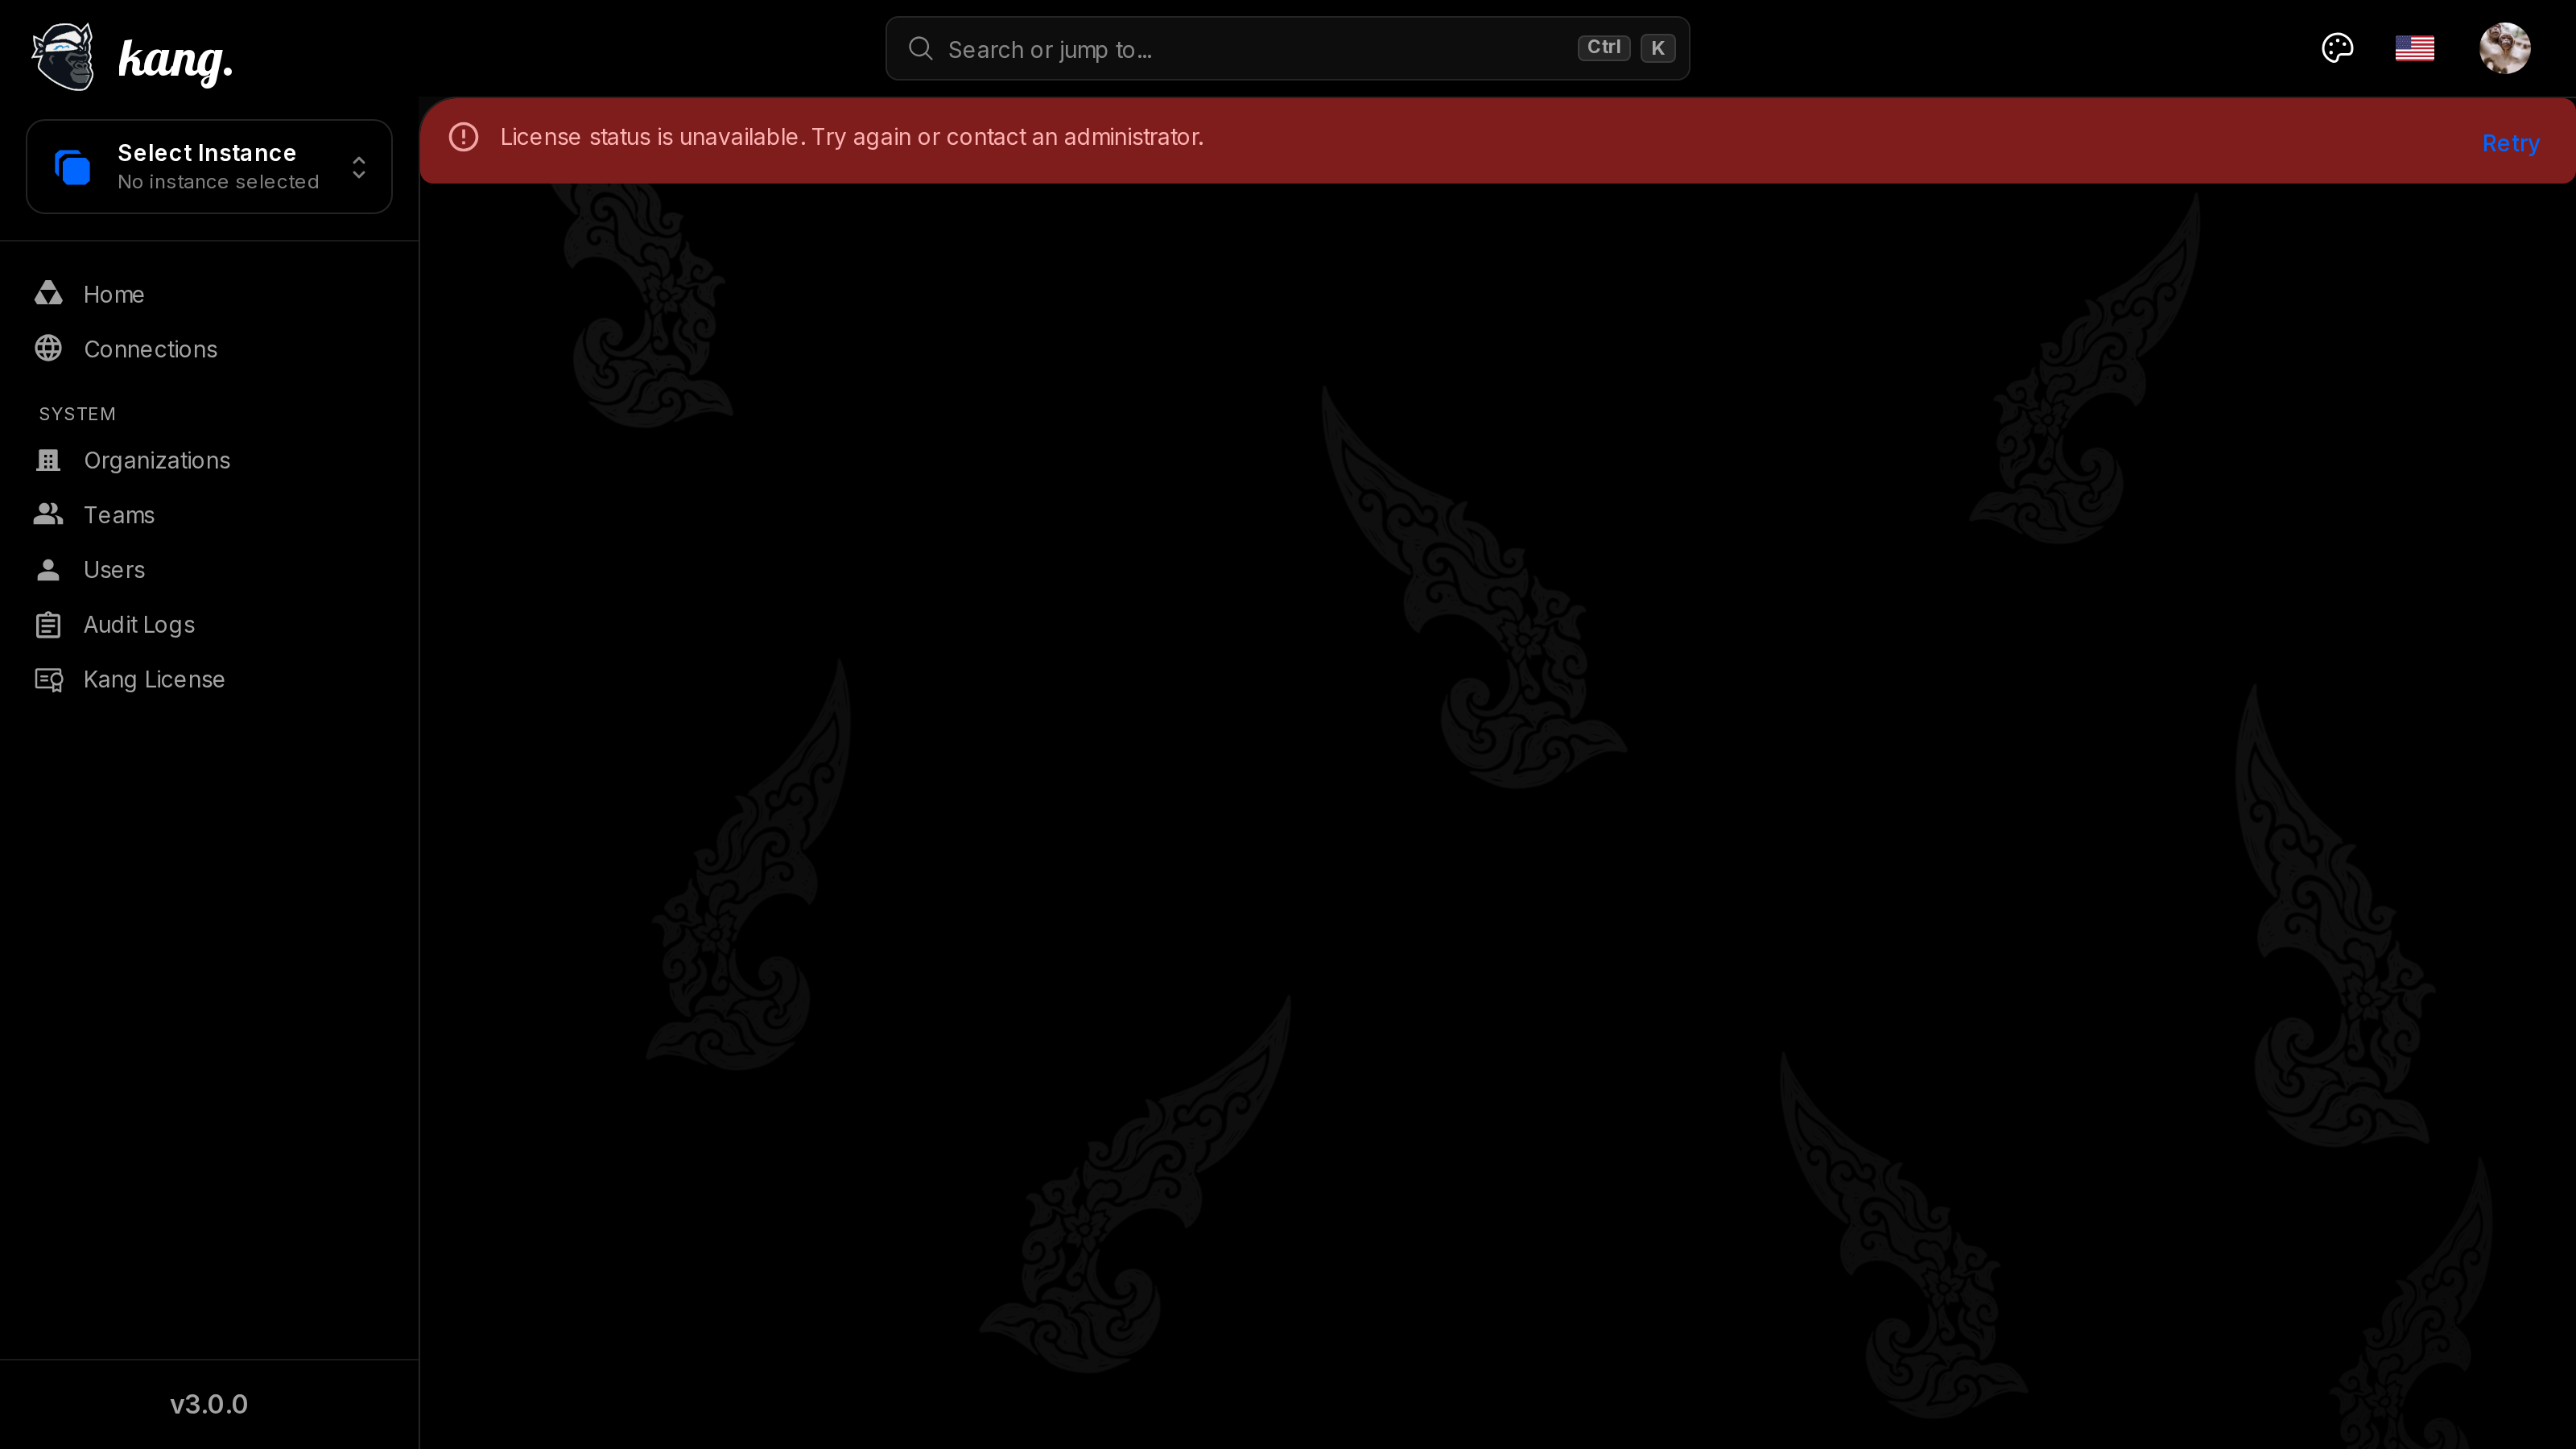 kang.
Search or jump to...
Ctrl K
Select Instance
No instance selected
License status is unavailable. Try again or contact an administrator.
Retry
Home
Connections
SYSTEM
Organizations
Teams
Users
Audit Logs
Kang License
v3.0.0